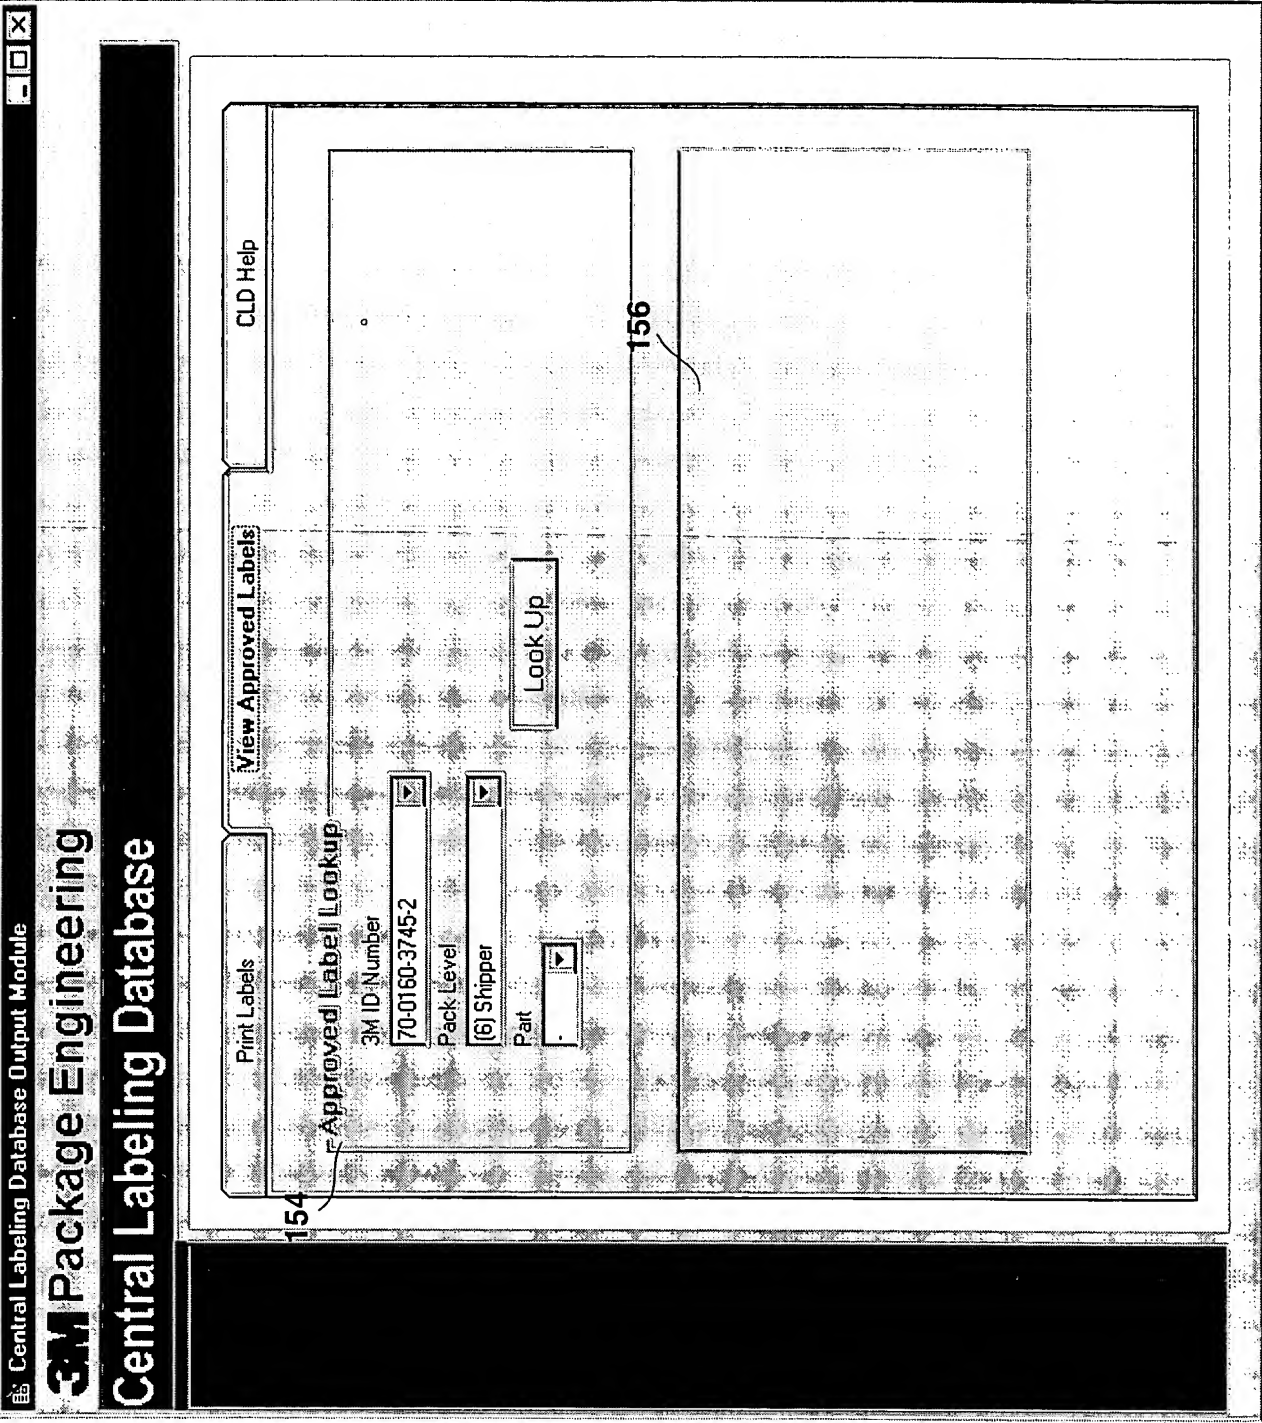 Central Labeling Database Output Module
3M Package Engineering
Central Labeling Database
Print Labels
View Approved Labels
CLD Help
154
Approved Label Lookup
3M ID Number
70-0160-3745-2
Pack Level
(6) Shipper
Part
-
Look Up
156